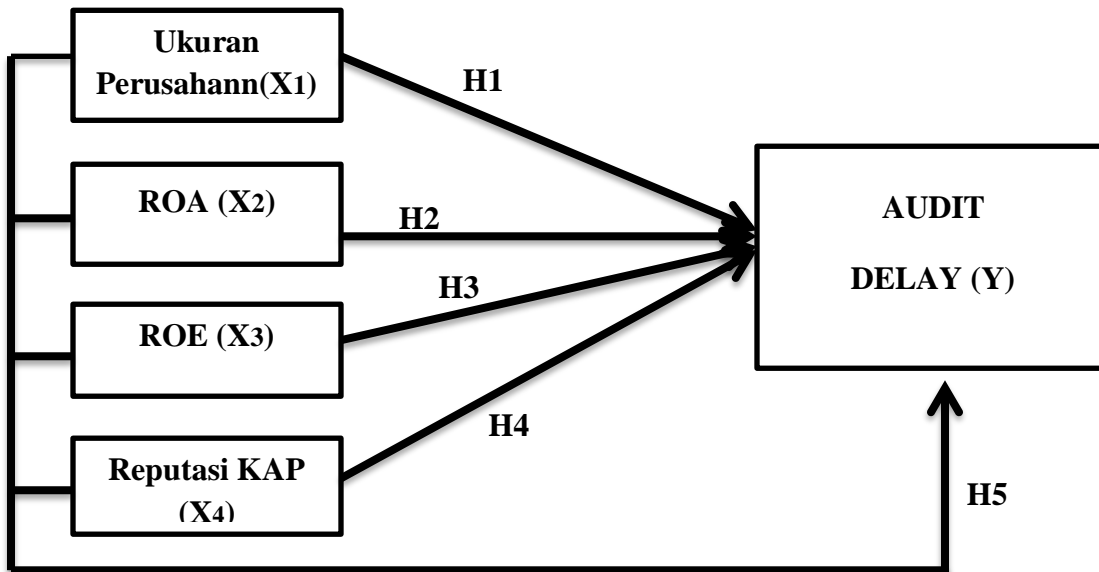 Ukuran
Perusahann(X1)
H1
ROA (X2)
H2
AUDIT
DELAY (Y)
H3
ROE (X3)
H4
Reputasi KAP
(X4)
H5